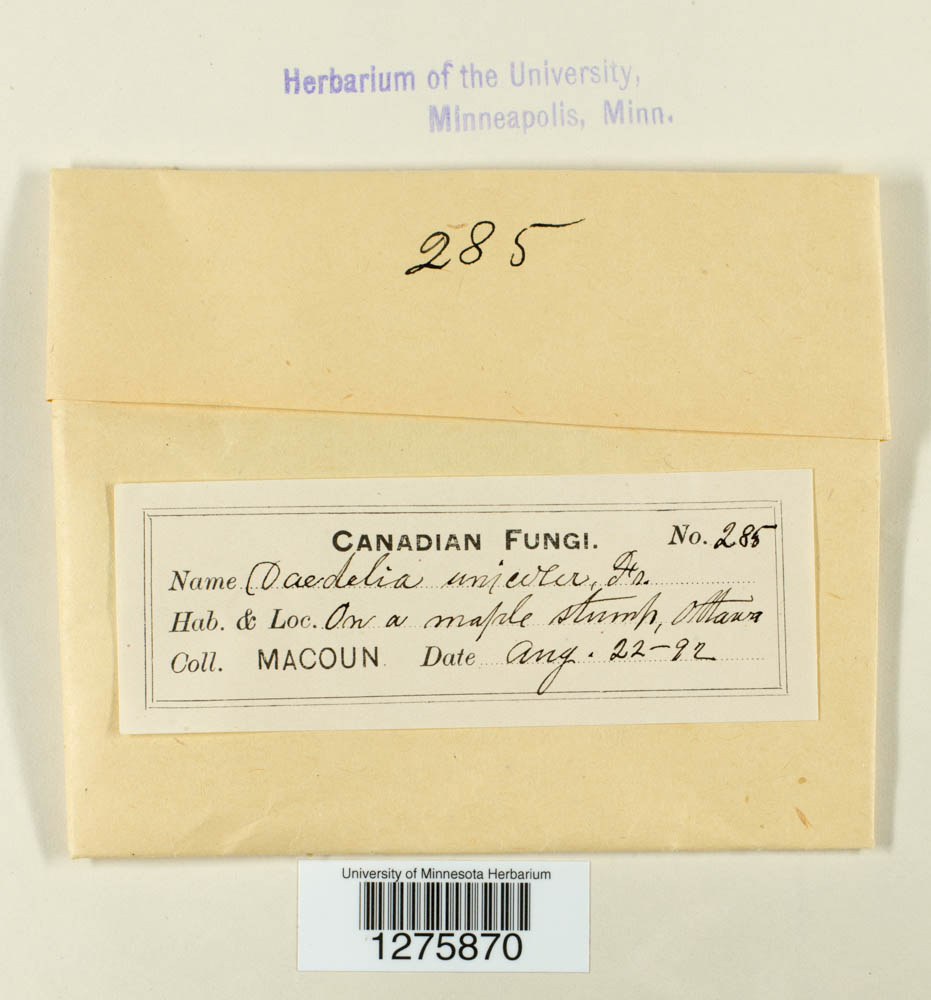 Herbarium of the University,
Minneapolis, Minn.
285
CANADIAN FUNGI. No. 285
Name Daedelia unicolor, Fr.
Hab. & Loc. On a maple stump, Ottawa
Coll. MACOUN. Date Aug. 22-92
University of Minnesota Herbarium
1275870